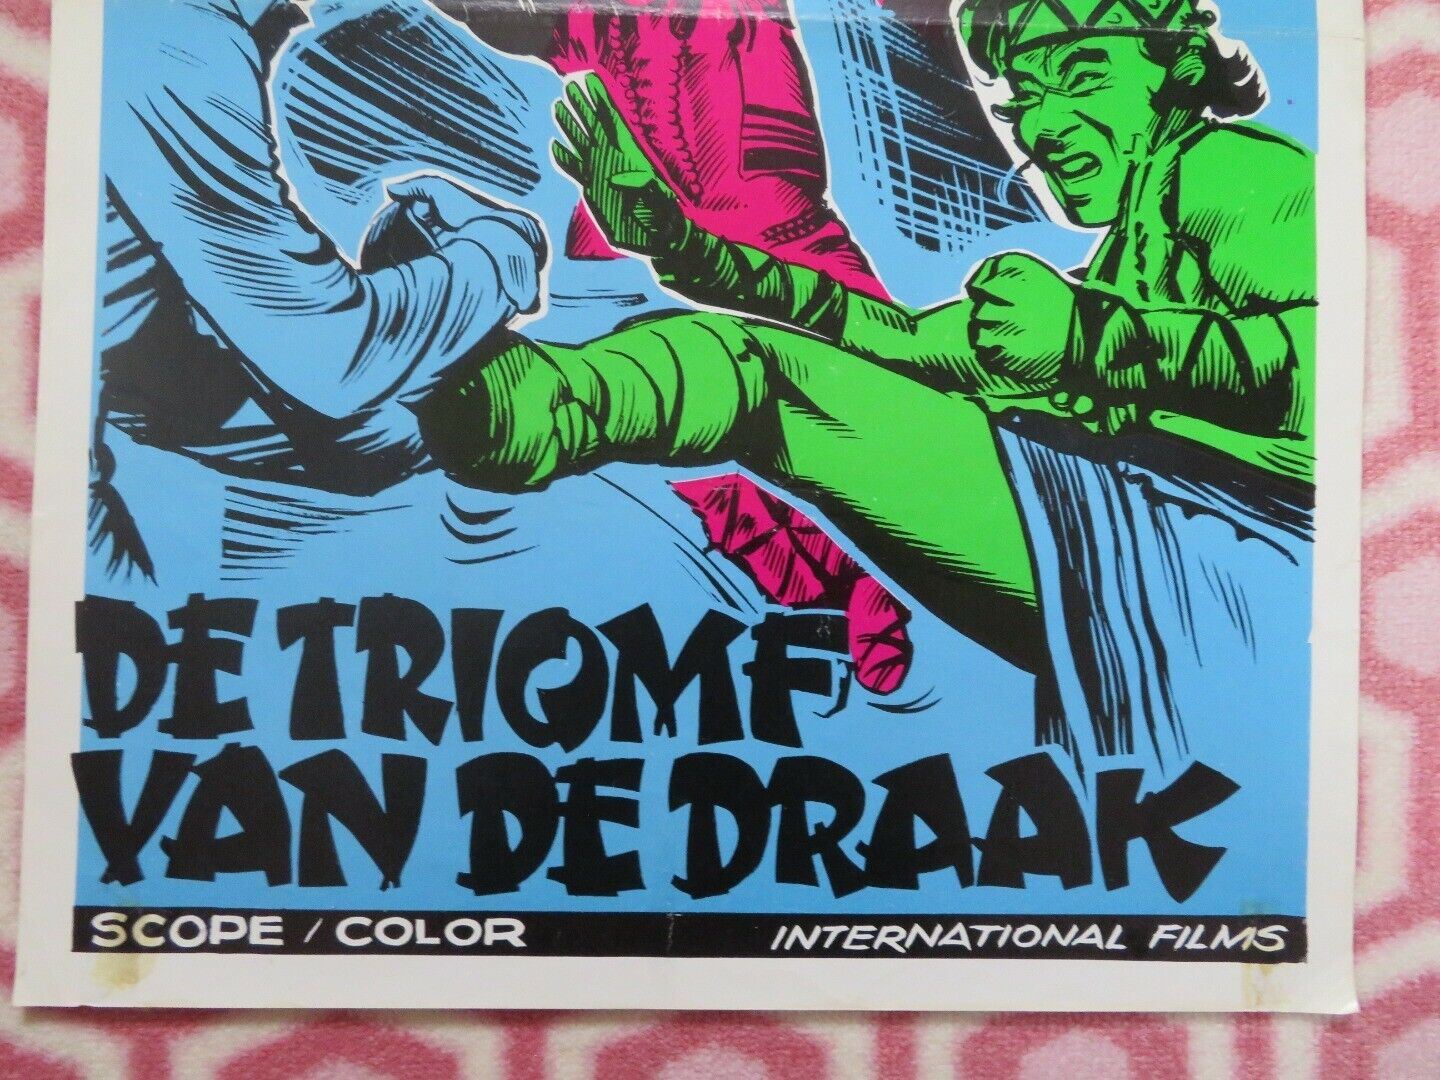 DE TRIOMF
VAN DE DRAAK
SCOPE / COLOR
INTERNATIONAL FILMS